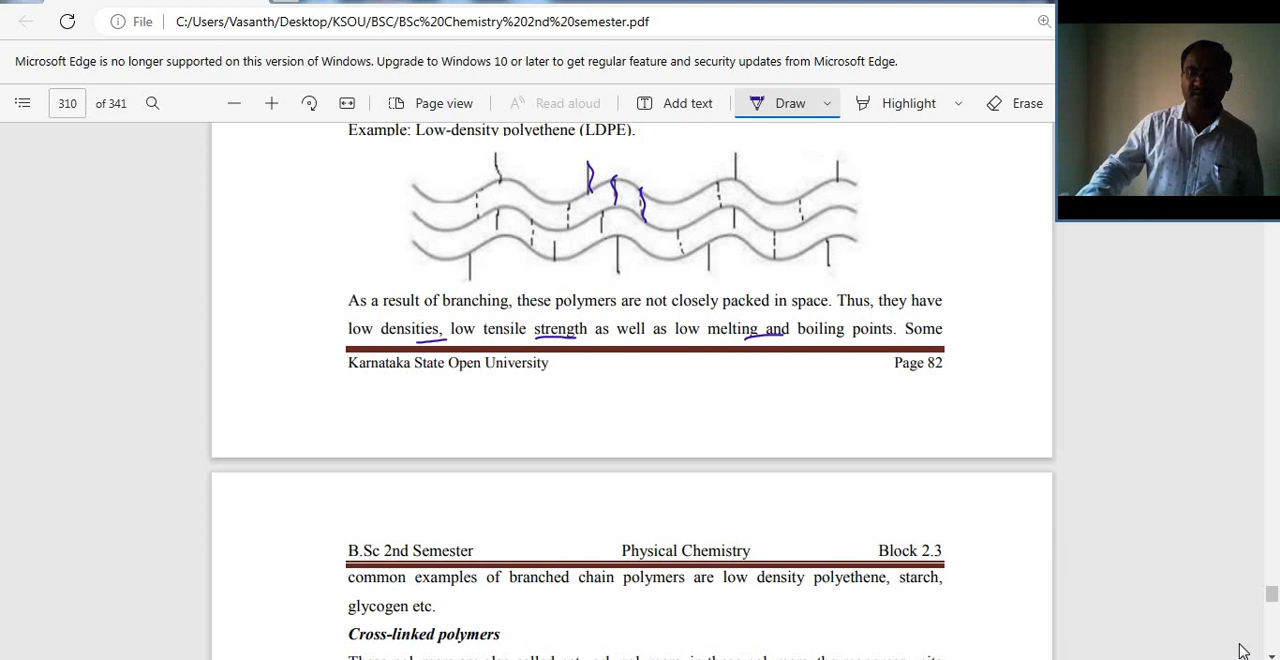 File C:/Users/Vasanth/Desktop/KSOU/BSC/BSc%20Chemistry%202nd%20semester.pdf
Microsoft Edge is no longer supported on this version of Windows. Upgrade to Windows 10 or later to get regular feature and security updates from Microsoft Edge.
310 of 341 Page view Read aloud Add text Draw Highlight Erase
Example: Low-density polyethene (LDPE).
As a result of branching, these polymers are not closely packed in space. Thus, they have
low densities, low tensile strength as well as low melting and boiling points. Some
Karnataka State Open University Page 82
B.Sc 2nd Semester Physical Chemistry Block 2.3
common examples of branched chain polymers are low density polyethene, starch,
glycogen etc.
Cross-linked polymers